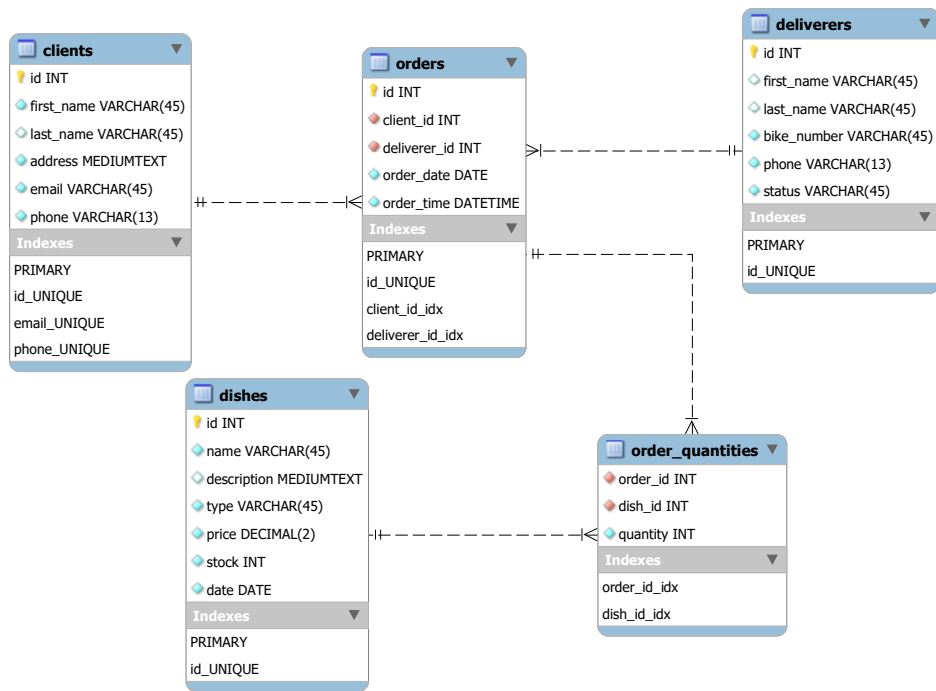 clients
id INT
first_name VARCHAR(45)
last_name VARCHAR(45)
address MEDIUMTEXT
email VARCHAR(45)
phone VARCHAR(13)
Indexes
PRIMARY
id_UNIQUE
email_UNIQUE
phone_UNIQUE
orders
id INT
client_id INT
deliverer_id INT
order_date DATE
order_time DATETIME
Indexes
PRIMARY
id_UNIQUE
client_id_idx
deliverer_id_idx
deliverers
id INT
first_name VARCHAR(45)
last_name VARCHAR(45)
bike_number VARCHAR(45)
phone VARCHAR(13)
status VARCHAR(45)
Indexes
PRIMARY
id_UNIQUE
dishes
id INT
name VARCHAR(45)
description MEDIUMTEXT
type VARCHAR(45)
price DECIMAL(2)
stock INT
date DATE
Indexes
PRIMARY
id_UNIQUE
order_quantities
order_id INT
dish_id INT
quantity INT
Indexes
order_id_idx
dish_id_idx